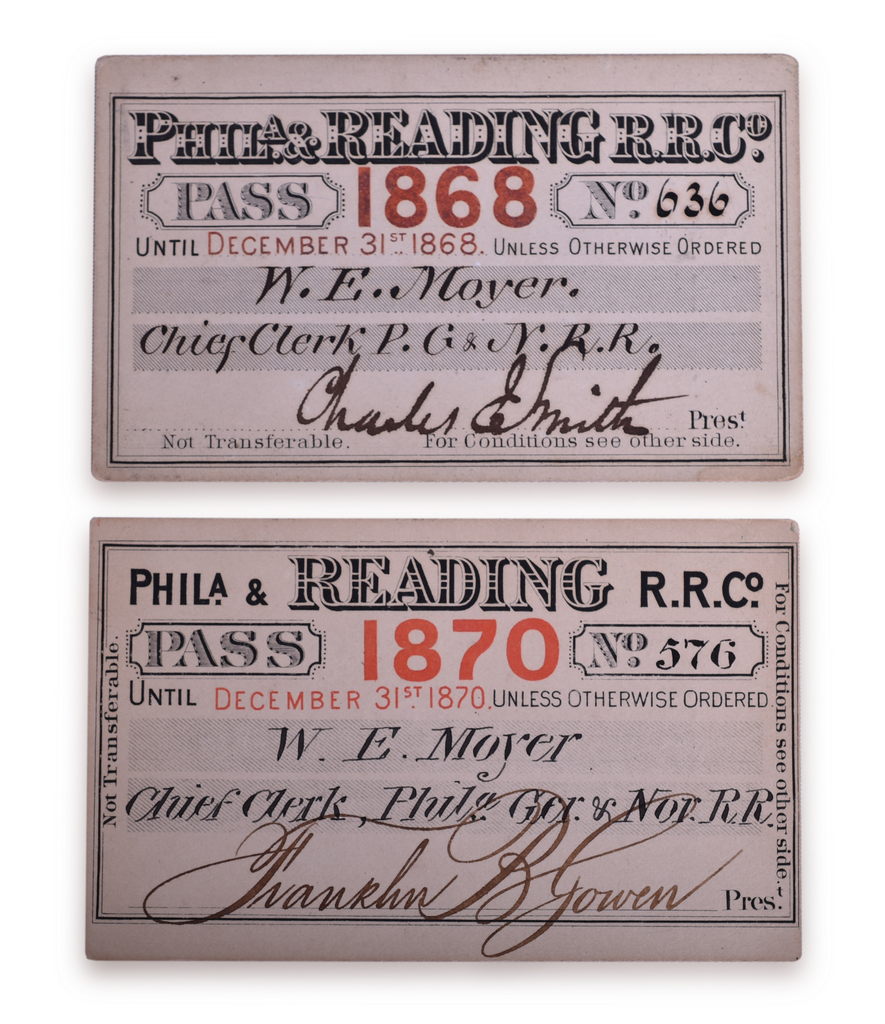 PHILA. & READING R.R.Co.
PASS 1868 No. 636
UNTIL DECEMBER 31ST 1868. UNLESS OTHERWISE ORDERED
W. E. Moyer.
Chief Clerk P. G & N. R. R.
Charles E Smith Prest
Not Transferable. For Conditions see other side.
PHILA. & READING R.R.Co.
PASS 1870 No. 576
UNTIL DECEMBER 31ST 1870. UNLESS OTHERWISE ORDERED.
W. E. Moyer
Chief Clerk, Phila. Ger. & Nor. R R.
Franklin B Gowen Pres.t
Not Transferable.
For Conditions see other side.